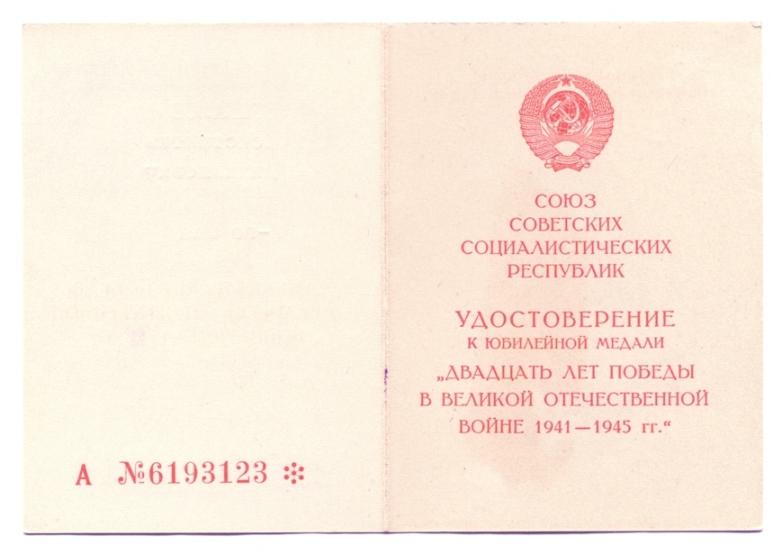 СОЮЗ
СОВЕТСКИХ
СОЦИАЛИСТИЧЕСКИХ
РЕСПУБЛИК
УДОСТОВЕРЕНИЕ
К ЮБИЛЕЙНОЙ МЕДАЛИ
„ДВАДЦАТЬ ЛЕТ ПОБЕДЫ
В ВЕЛИКОЙ ОТЕЧЕСТВЕННОЙ
ВОЙНЕ 1941—1945 гг.“
А №6193123